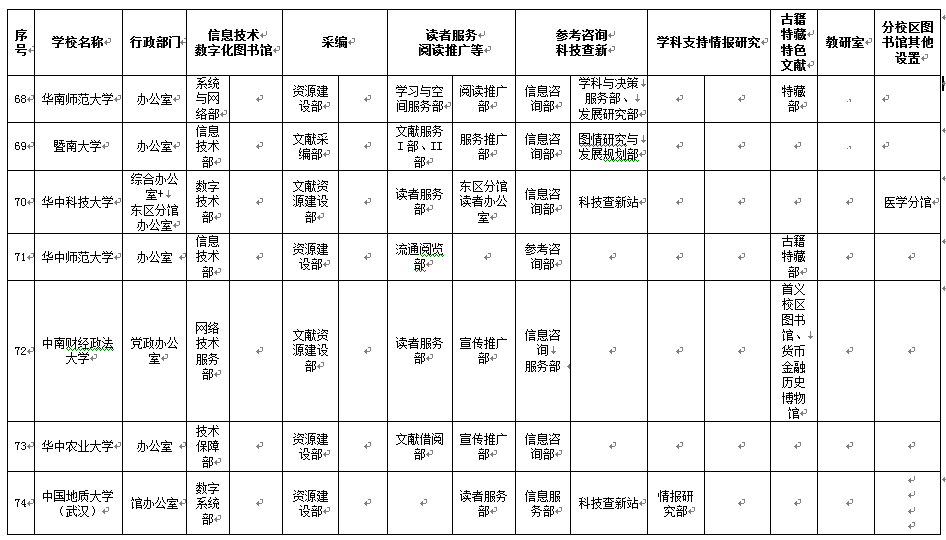 序号 学校名称 行政部门 信息技术 数字化图书馆 采编 读者服务 阅读推广等 参考咨询 科技查新 学科支持情报研究 古籍特藏特色文献 教研室 分校区图书馆其他设置
68 华南师范大学 办公室 系统与网络部 资源建设部 学习与空间服务部 阅读推广部 信息咨询部 学科与决策服务部、发展研究部 特藏部
69 暨南大学 办公室 信息技术部 文献采编部 文献服务I部、II部 服务推广部 信息咨询部 图情研究与发展规划部
70 华中科技大学 综合办公室+东区分馆办公室 数字技术部 文献资源建设部 读者服务部 东区分馆读者办公室 信息咨询部 科技查新站 医学分馆
71 华中师范大学 办公室 信息技术部 资源建设部 流通阅览部 参考咨询部 古籍特藏部
72 中南财经政法大学 党政办公室 网络技术服务部 文献资源建设部 读者服务部 宣传推广部 信息咨询服务部 首义校区图书馆、货币金融历史博物馆
73 华中农业大学 办公室 技术保障部 资源建设部 文献借阅部 宣传推广部 信息咨询部
74 中国地质大学（武汉） 馆办公室 数字系统部 资源建设部 读者服务部 信息服务部 科技查新站 情报研究部